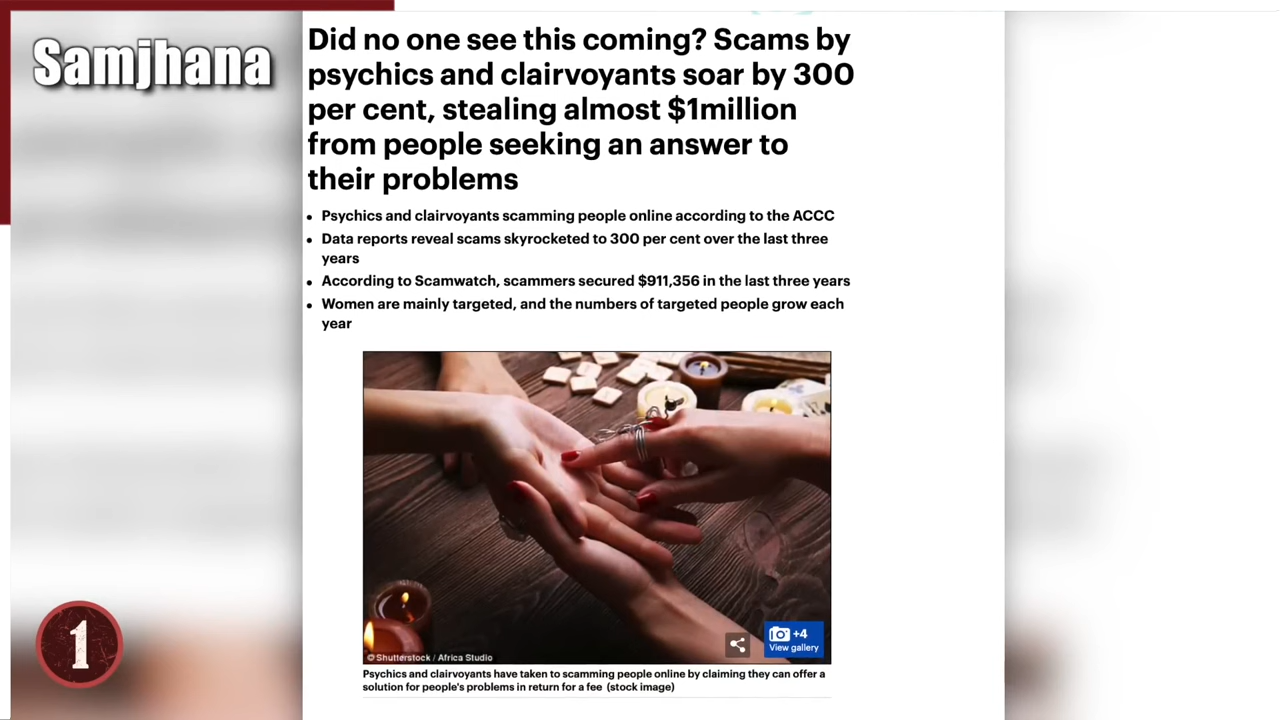 Samjhana
Did no one see this coming? Scams by
psychics and clairvoyants soar by 300
per cent, stealing almost $1million
from people seeking an answer to
their problems
• Psychics and clairvoyants scamming people online according to the ACCC
• Data reports reveal scams skyrocketed to 300 per cent over the last three
years
• According to Scamwatch, scammers secured $911,356 in the last three years
• Women are mainly targeted, and the numbers of targeted people grow each
year
+4
View gallery
© Shutterstock / Africa Studio
Psychics and clairvoyants have taken to scamming people online by claiming they can offer a
solution for people's problems in return for a fee (stock image)
1